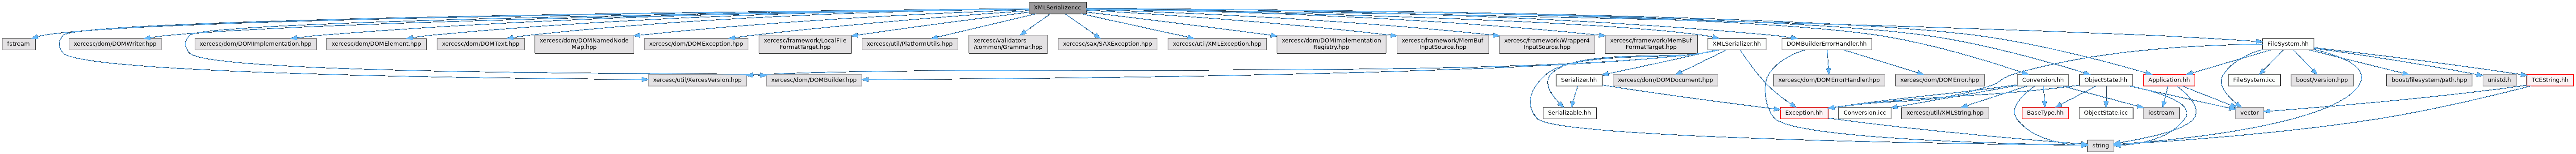 XMLSerializer.cc
fstream
xercesc/dom/DOMWriter.hpp
xercesc/dom/DOMImplementation.hpp
xercesc/dom/DOMElement.hpp
xercesc/dom/DOMText.hpp
xercesc/dom/DOMNamedNode
Map.hpp
xercesc/dom/DOMException.hpp
xercesc/framework/LocalFile
FormatTarget.hpp
xercesc/util/PlatformUtils.hpp
xercesc/validators
/common/Grammar.hpp
xercesc/sax/SAXException.hpp
xercesc/util/XMLException.hpp
xercesc/dom/DOMImplementation
Registry.hpp
xercesc/framework/MemBuf
InputSource.hpp
xercesc/framework/Wrapper4
InputSource.hpp
xercesc/framework/MemBuf
FormatTarget.hpp
XMLSerializer.hh
DOMBuilderErrorHandler.hh
FileSystem.hh
xercesc/util/XercesVersion.hpp
xercesc/dom/DOMBuilder.hpp
Serializer.hh
xercesc/dom/DOMDocument.hpp
xercesc/dom/DOMErrorHandler.hpp
xercesc/dom/DOMError.hpp
Conversion.hh
ObjectState.hh
Application.hh
FileSystem.icc
boost/version.hpp
boost/filesystem/path.hpp
unistd.h
TCEString.hh
Serializable.hh
Exception.hh
Conversion.icc
xercesc/util/XMLString.hpp
BaseType.hh
ObjectState.icc
iostream
vector
string